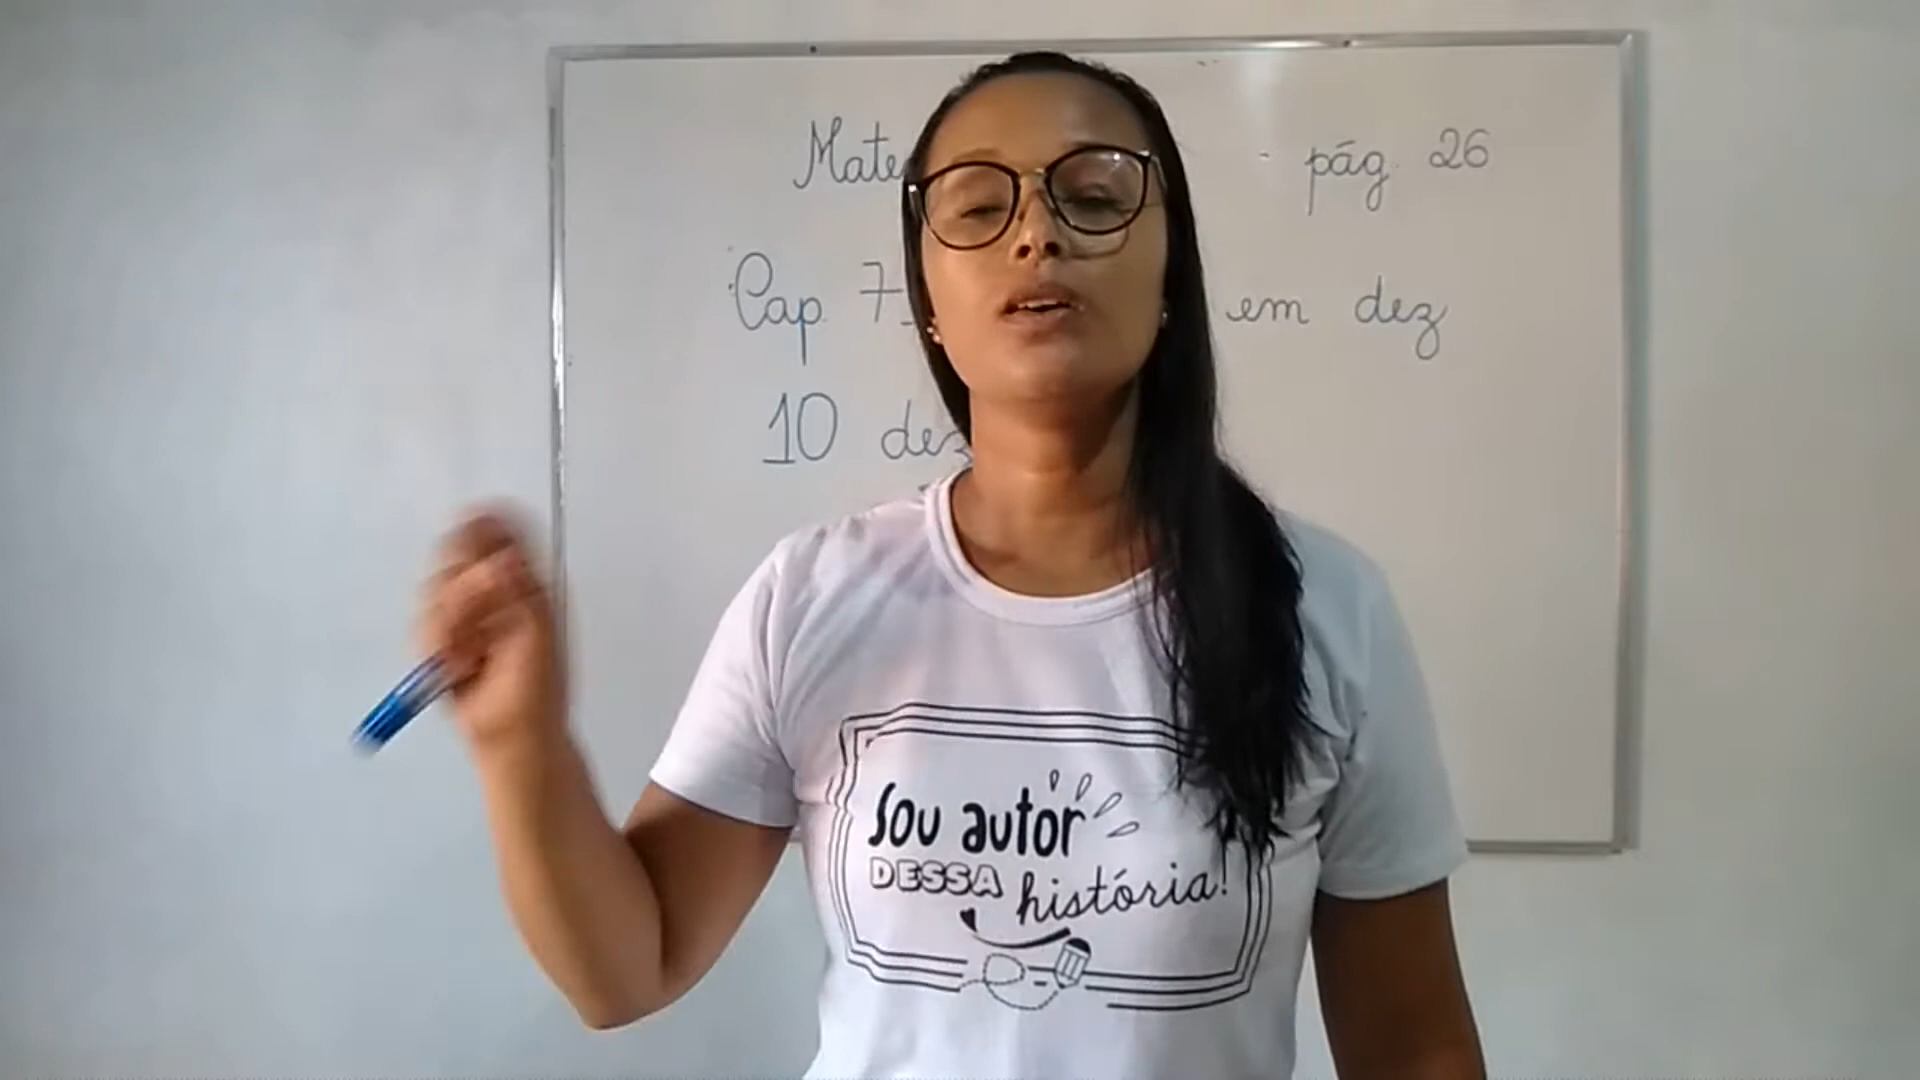 Mate - pág. 26
Cap. 7 em dez
10 dez
Sou autor
DESSA história!